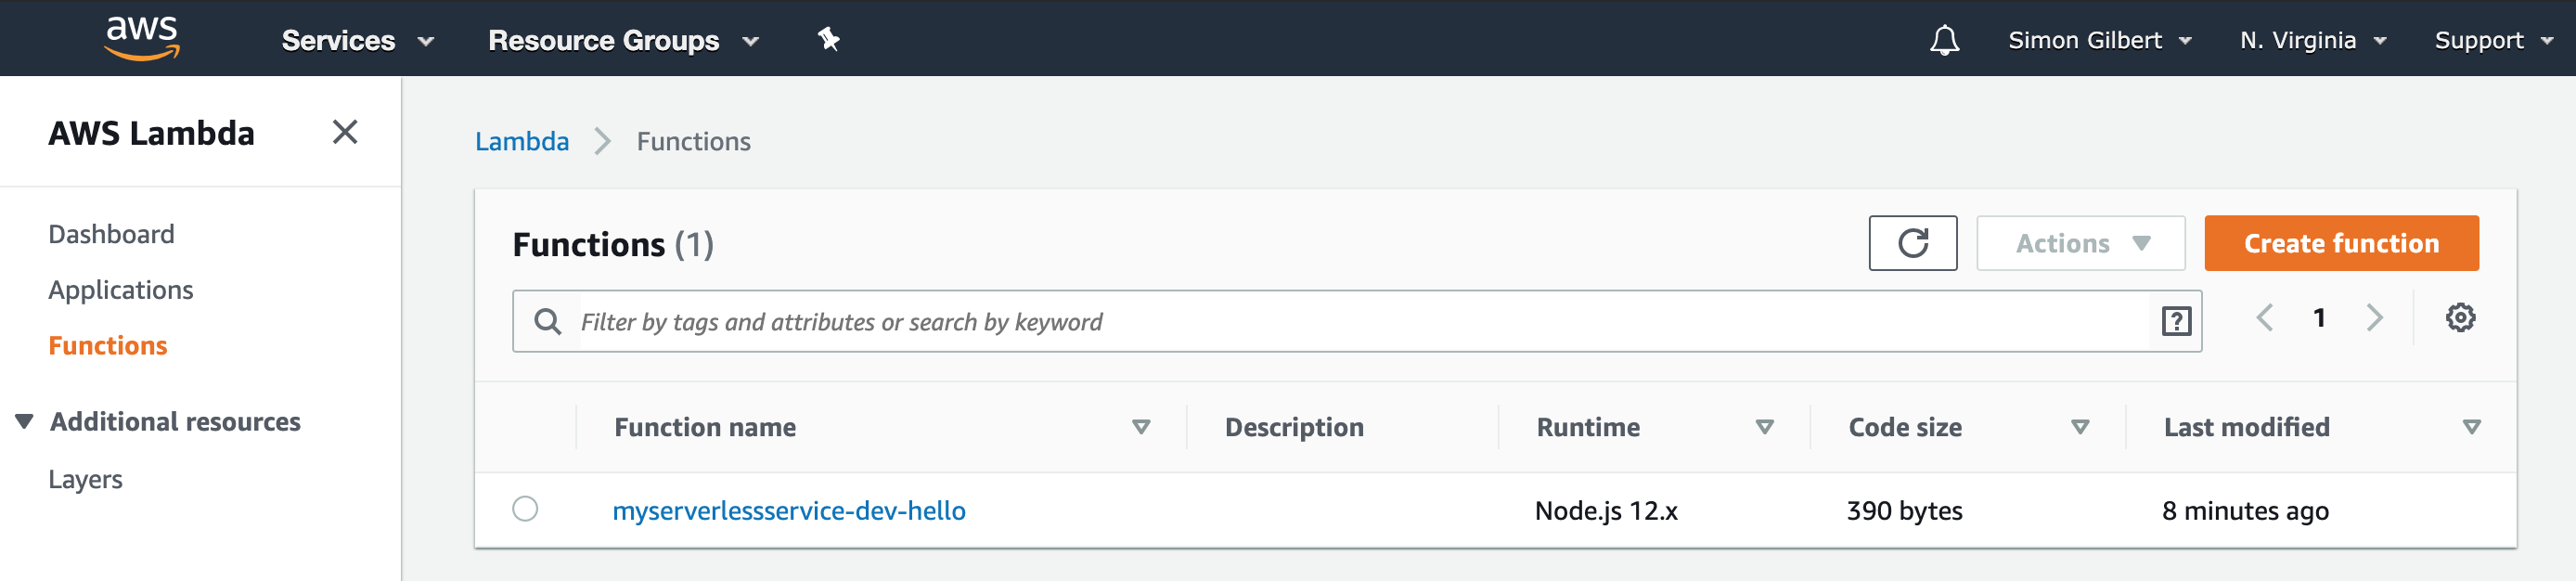 aws Services Resource Groups Simon Gilbert N. Virginia Support
AWS Lambda
Dashboard
Applications
Functions
Additional resources
Layers
Lambda Functions
Functions (1) Actions Create function
Filter by tags and attributes or search by keyword ? 1
Function name Description Runtime Code size Last modified
myserverlessservice-dev-hello Node.js 12.x 390 bytes 8 minutes ago